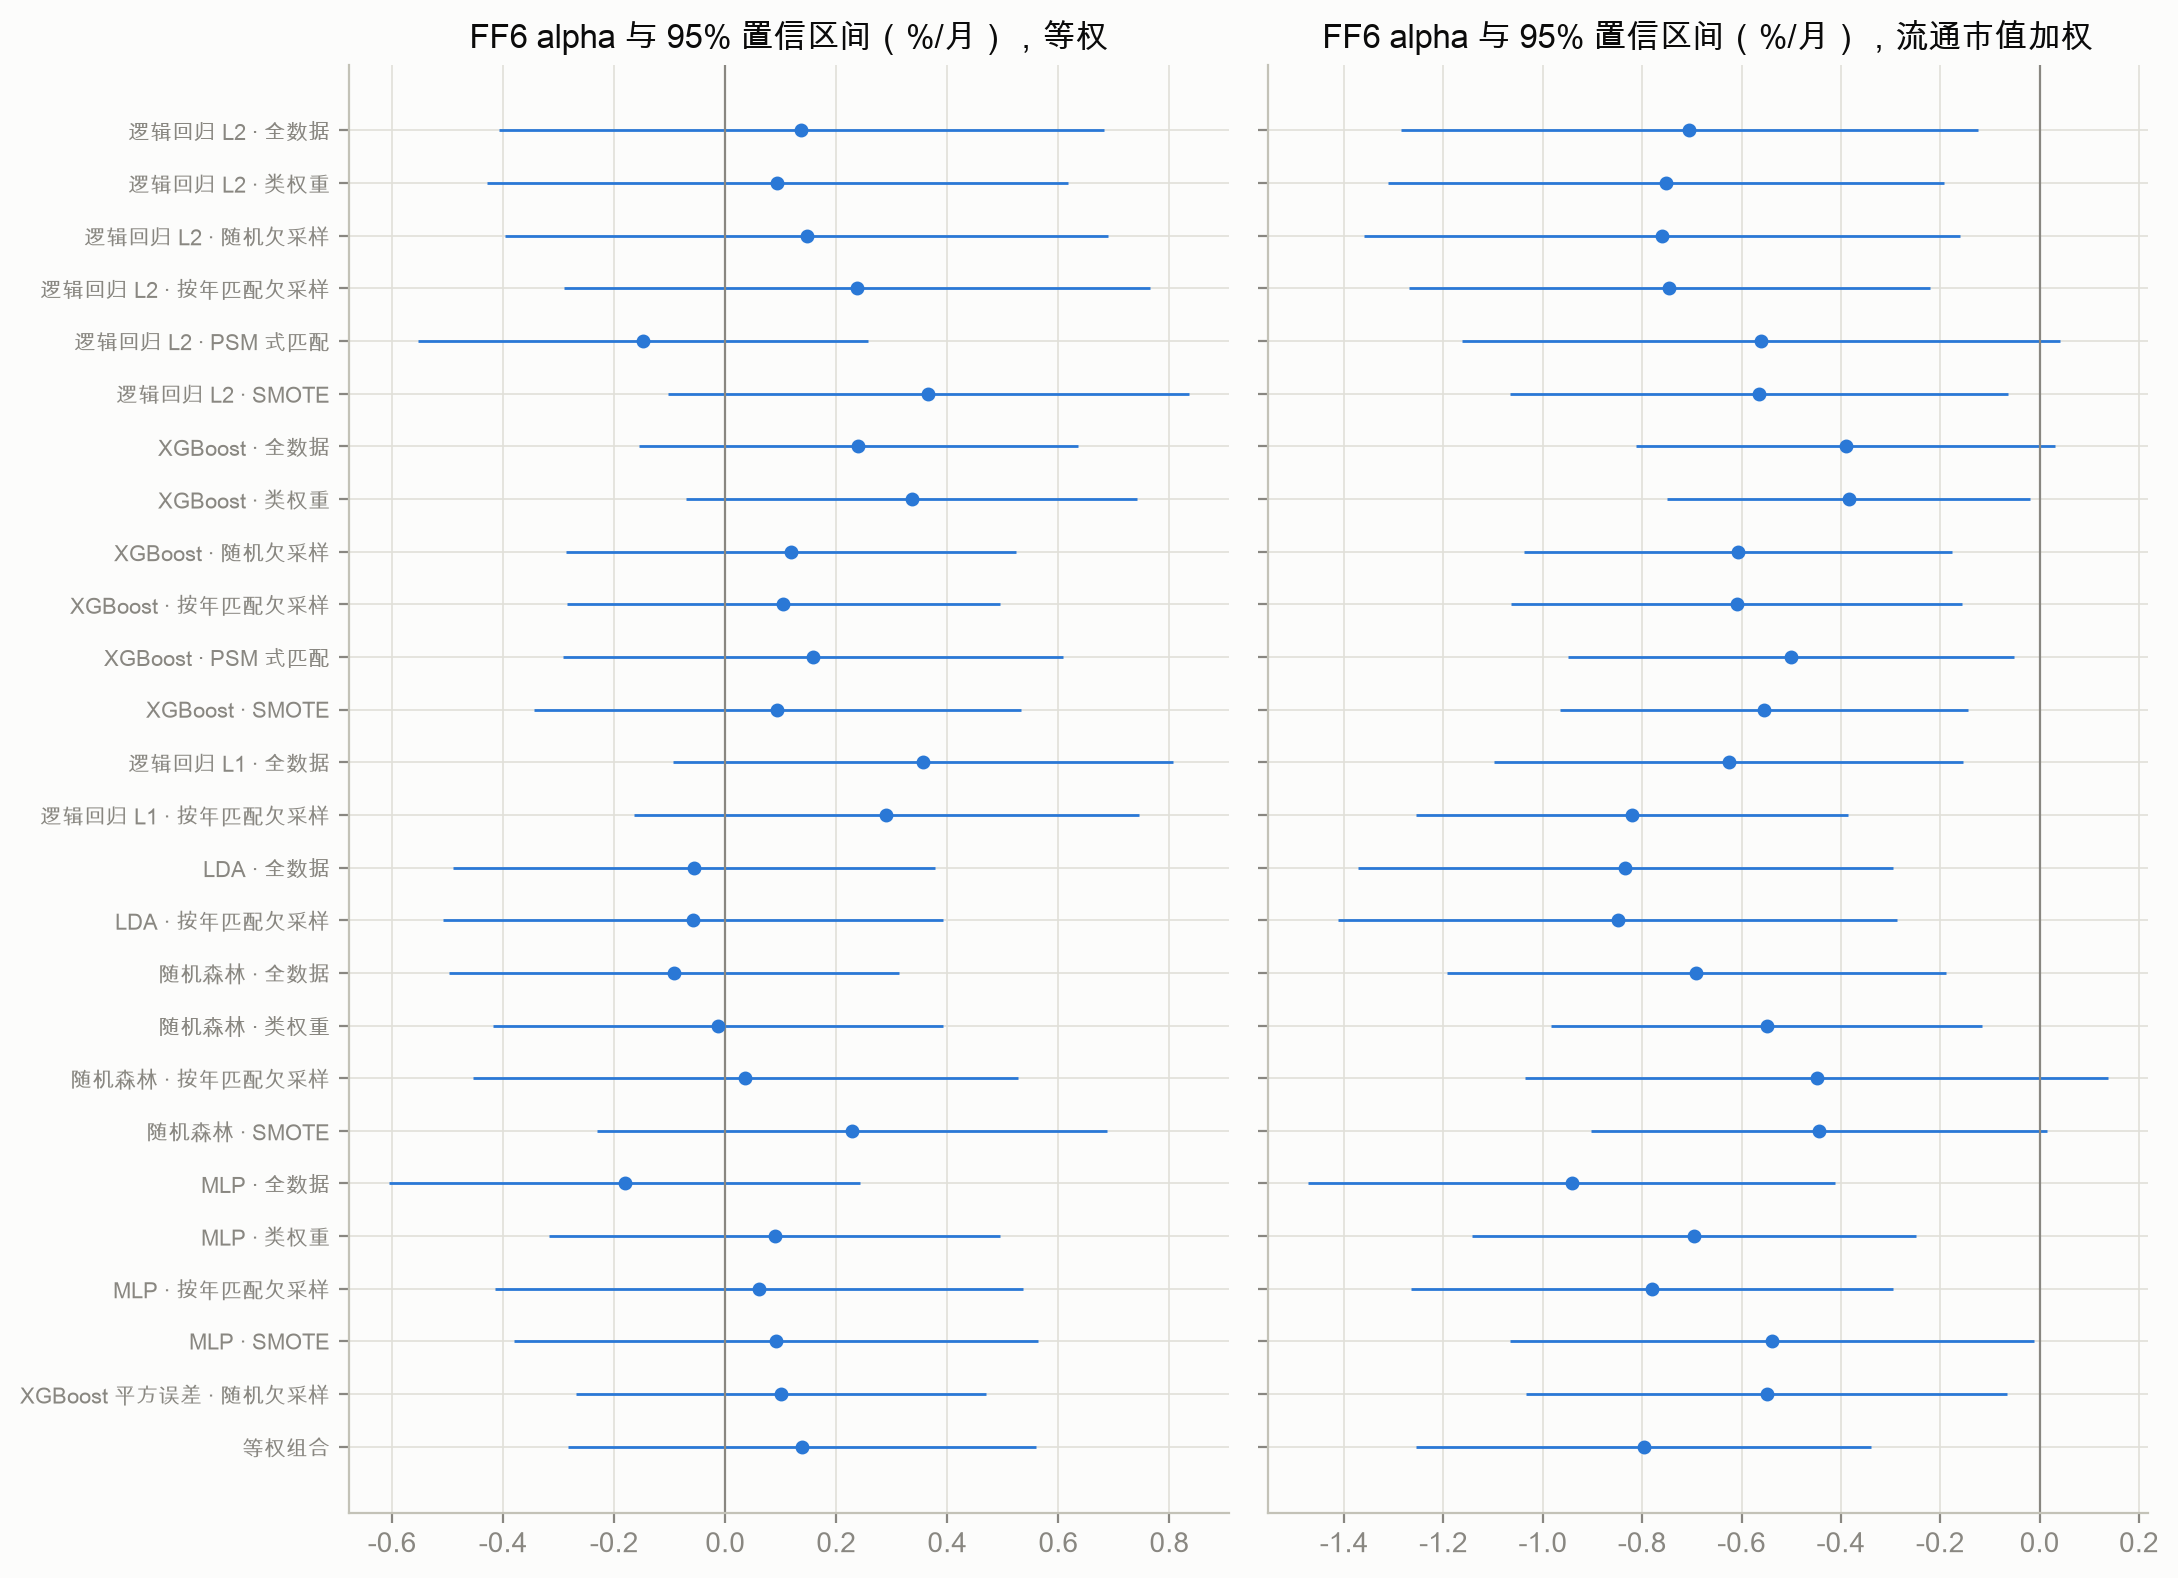 FF6 alpha 与 95% 置信区间（%/月），等权
FF6 alpha 与 95% 置信区间（%/月），流通市值加权
逻辑回归 L2 · 全数据
逻辑回归 L2 · 类权重
逻辑回归 L2 · 随机欠采样
逻辑回归 L2 · 按年匹配欠采样
逻辑回归 L2 · PSM 式匹配
逻辑回归 L2 · SMOTE
XGBoost · 全数据
XGBoost · 类权重
XGBoost · 随机欠采样
XGBoost · 按年匹配欠采样
XGBoost · PSM 式匹配
XGBoost · SMOTE
逻辑回归 L1 · 全数据
逻辑回归 L1 · 按年匹配欠采样
LDA · 全数据
LDA · 按年匹配欠采样
随机森林 · 全数据
随机森林 · 类权重
随机森林 · 按年匹配欠采样
随机森林 · SMOTE
MLP · 全数据
MLP · 类权重
MLP · 按年匹配欠采样
MLP · SMOTE
XGBoost 平方误差 · 随机欠采样
等权组合
-0.6 -0.4 -0.2 0.0 0.2 0.4 0.6 0.8
-1.4 -1.2 -1.0 -0.8 -0.6 -0.4 -0.2 0.0 0.2